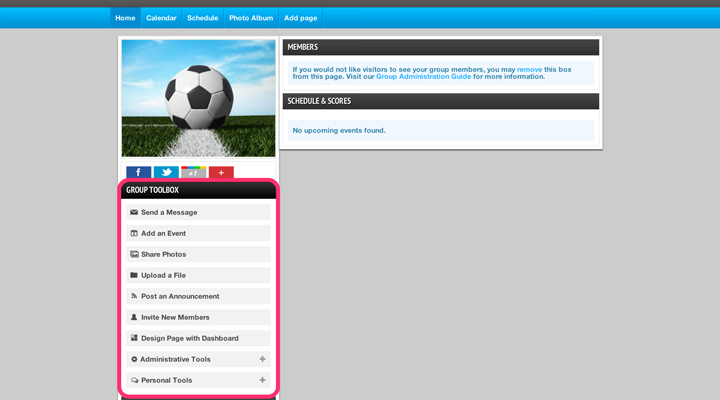 Home Calendar Schedule Photo Album Add page
MEMBERS
If you would not like visitors to see your group members, you may remove this box
from this page. Visit our Group Administration Guide for more information.
SCHEDULE & SCORES
No upcoming events found.
f +1 +
GROUP TOOLBOX
Send a Message
Add an Event
Share Photos
Upload a File
Post an Announcement
Invite New Members
Design Page with Dashboard
Administrative Tools +
Personal Tools +